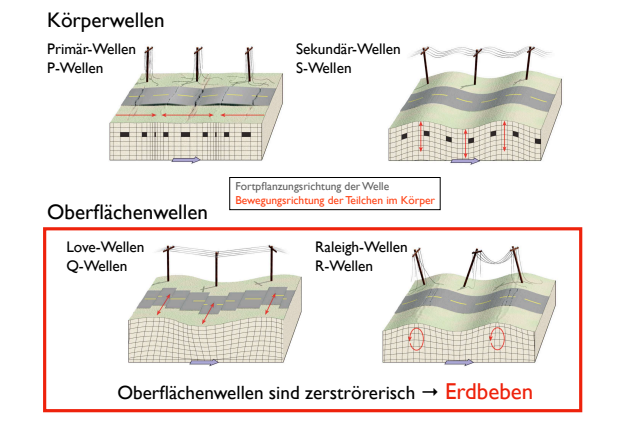 Körperwellen
Primär-Wellen
P-Wellen
Sekundär-Wellen
S-Wellen
Fortpflanzungsrichtung der Welle
Bewegungsrichtung der Teilchen im Körper
Oberflächenwellen
Love-Wellen
Q-Wellen
Raleigh-Wellen
R-Wellen
Oberflächenwellen sind zerströrerisch → Erdbeben